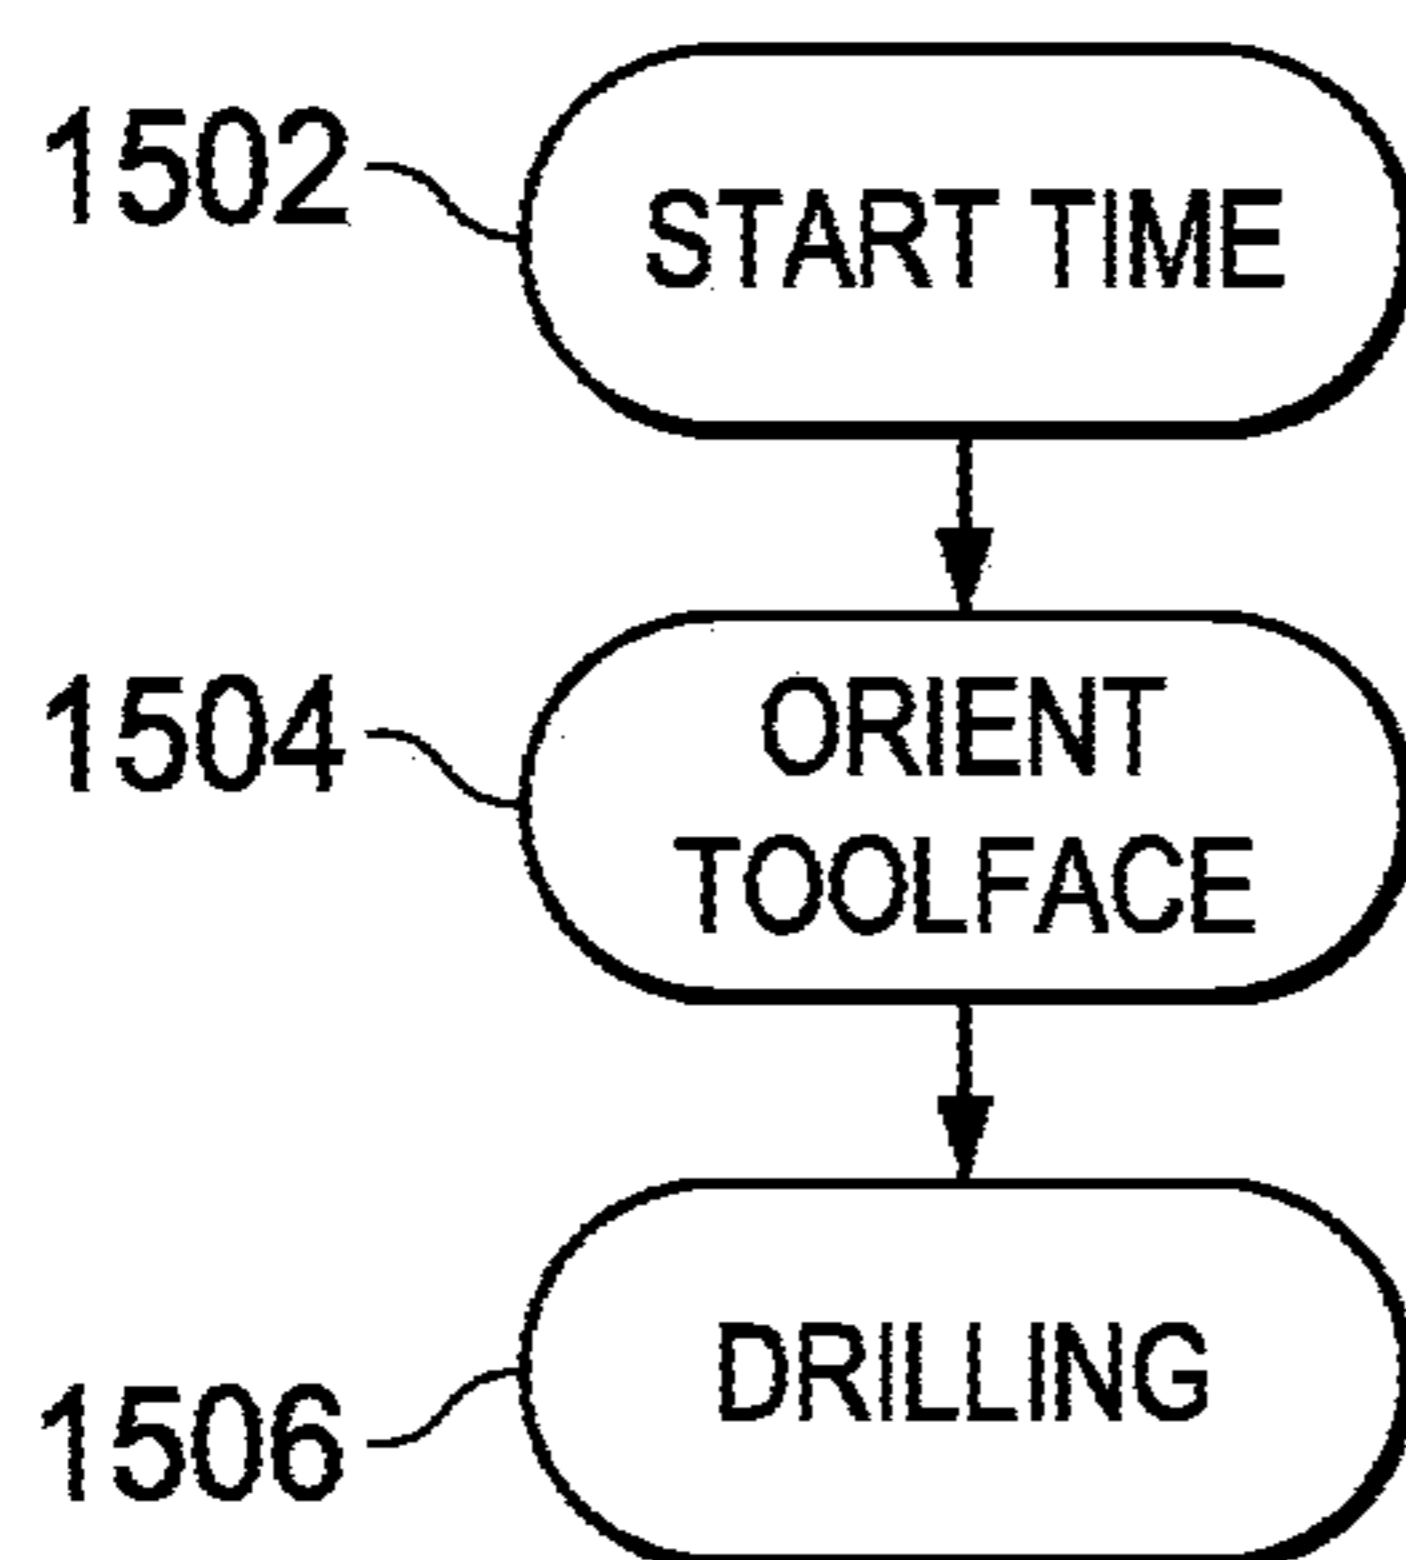 1502
START TIME
1504
ORIENT
TOOLFACE
1506
DRILLING